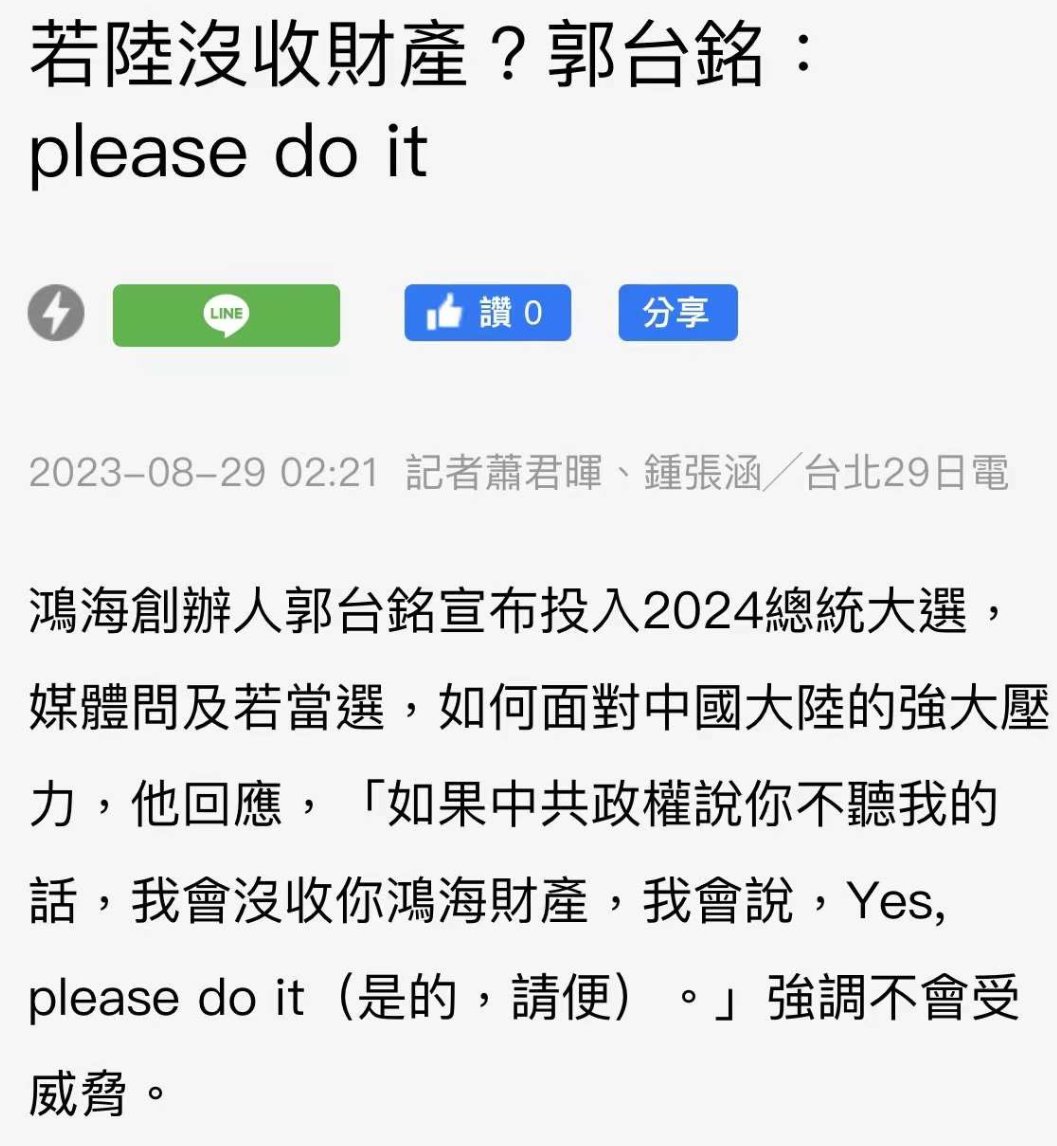 若陸沒收財產？郭台銘：
please do it
LINE
讚 0
分享
2023-08-29 02:21 記者蕭君暉、鍾張涵／台北29日電
鴻海創辦人郭台銘宣布投入2024總統大選，
媒體問及若當選，如何面對中國大陸的強大壓
力，他回應，「如果中共政權說你不聽我的
話，我會沒收你鴻海財產，我會說，Yes,
please do it（是的，請便）。」強調不會受
威脅。